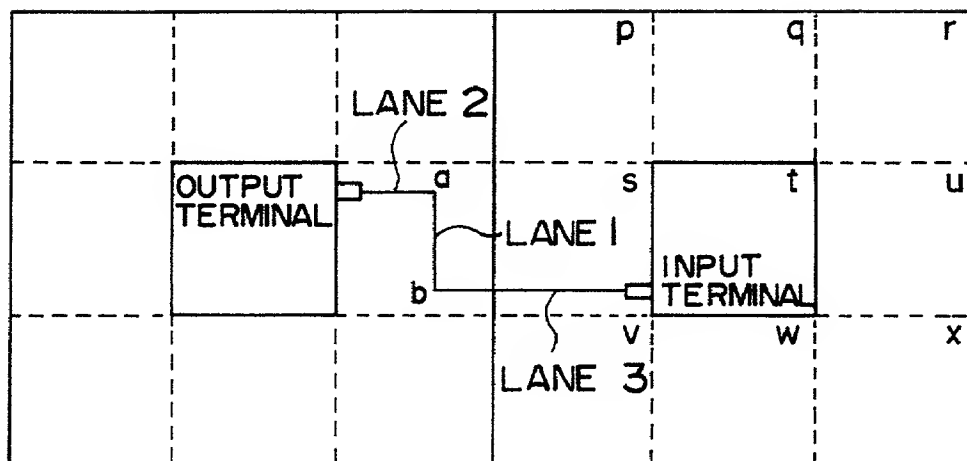 p q r
LANE 2
a s t u
OUTPUT
TERMINAL
LANE 1
INPUT
TERMINAL
b
v w x
LANE 3